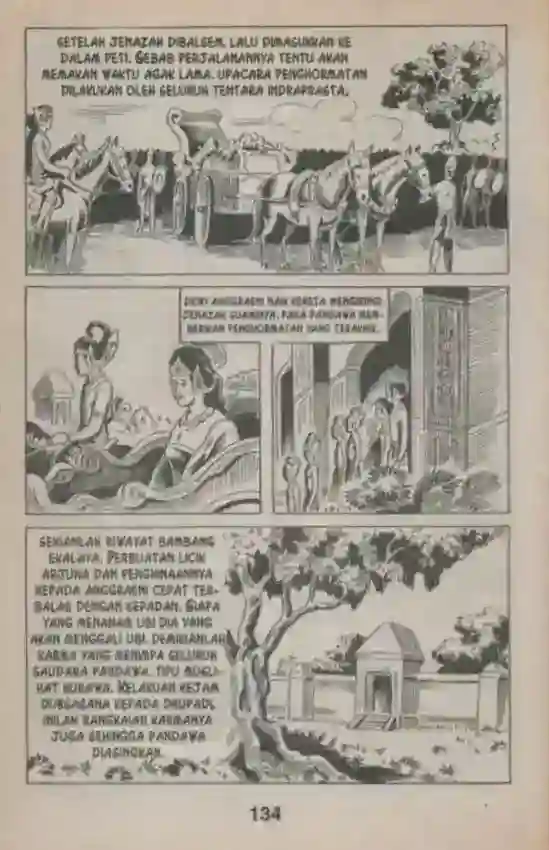 SETELAH JENAZAH DIBALSEM, LALU DIMASUKKAN KE
DALAM PETI. SEBAB PERJALANANNYA TENTU AKAN
MEMAKAN WAKTU AGAK LAMA. UPACARA PENGHORMATAN
DILAKUKAN OLEH SELURUH TENTARA INDRAPRASTA.
DEWI ANGGRAENI NAIK KERETA MENGIRING
JENAZAH SUAMINYA. PARA PANDAWA MEM-
BERIKAN PENGHORMATAN YANG TERAKHIR.
SEKIANLAH RIWAYAT BAMBANG
EKALAYA. PERBUATAN LICIK
ARJUNA DAN PENGHINAANNYA
KEPADA ANGGRAENI CEPAT TER-
BALAS DENGAN KEPADAN. SIAPA
YANG MENANAM UBI DIA YANG
AKAN MENGGALI UBI. DEMIKIANLAH
KARMA YANG MENIMPA SELURUH
SAUDARA PANDAWA. TIPU MUSLI-
HAT KURAWA. KELAKUAN KEJAM
DURSASANA KEPADA DRUPADI,
INILAH RANGKAIAN KARMANYA
JUGA SEHINGGA PANDAWA
DIASINGKAN.
134